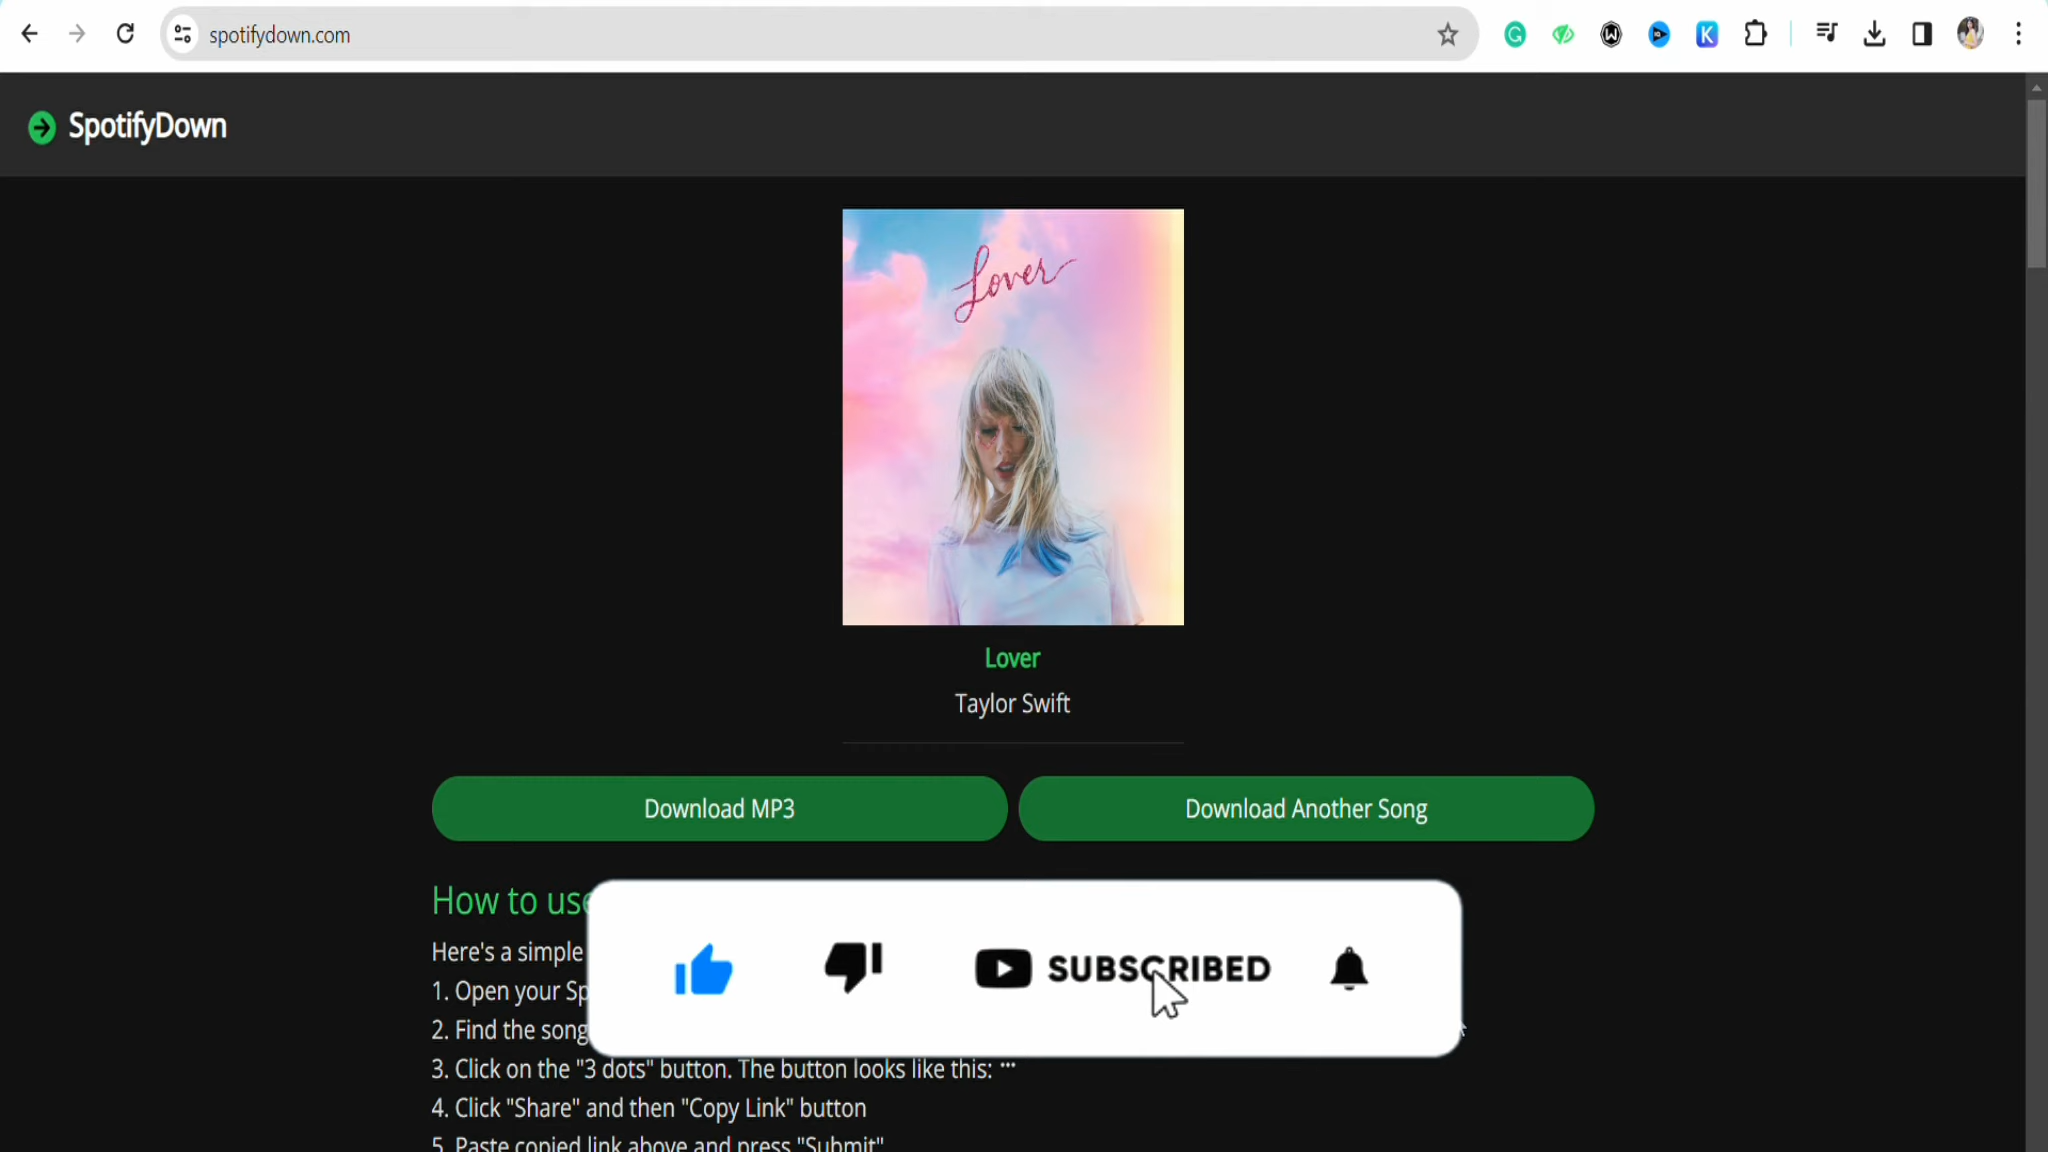 spotifydown.com
SpotifyDown
Lover
Lover
Taylor Swift
Download MP3
Download Another Song
How to use
Here's a simple
1. Open your Sp
2. Find the song
3. Click on the "3 dots" button. The button looks like this: ···
4. Click "Share" and then "Copy Link" button
5. Paste copied link above and press "Submit"
SUBSCRIBED